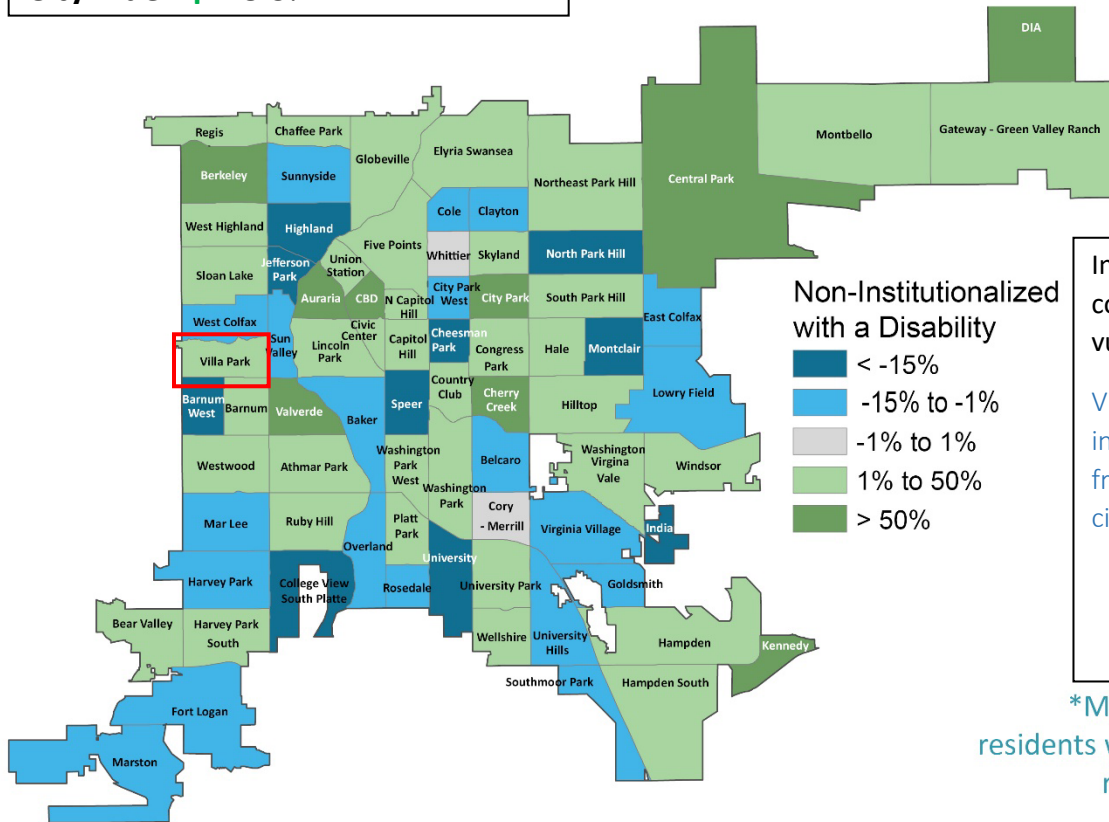 DIA
Regis
Chaffee Park
Globeville
Elyria Swansea
Montbello
Gateway - Green Valley Ranch
Berkeley
Sunnyside
Northeast Park Hill
Central Park
West Highland
Highland
Cole
Clayton
Five Points
Whittier
Skyland
North Park Hill
Sloan Lake
Jefferson
Park
Union
Station
Auraria
CBD
N Capitol
Hill
City Park
West
City Park
South Park Hill
East Colfax
West Colfax
Sun
Valley
Civic
Center
Lincoln
Park
Capitol
Hill
Cheesman
Park
Congress
Park
Hale
Montclair
Villa Park
Barnum
West
Barnum
Valverde
Baker
Speer
Country
Club
Cherry
Creek
Hilltop
Lowry Field
Westwood
Athmar Park
Washington
Park
West
Washington
Park
Belcaro
Washington
Virgina
Vale
Windsor
Mar Lee
Ruby Hill
Overland
Platt
Park
Cory
- Merrill
Virginia Village
India
Harvey Park
College View
South Platte
Rosedale
University
University Park
Goldsmith
Bear Valley
Harvey Park
South
Wellshire
University
Hills
Hampden
Kennedy
Southmoor Park
Hampden South
Fort Logan
Marston
Non-Institutionalized
with a Disability
< -15%
-15% to -1%
-1% to 1%
1% to 50%
> 50%
*M
residents